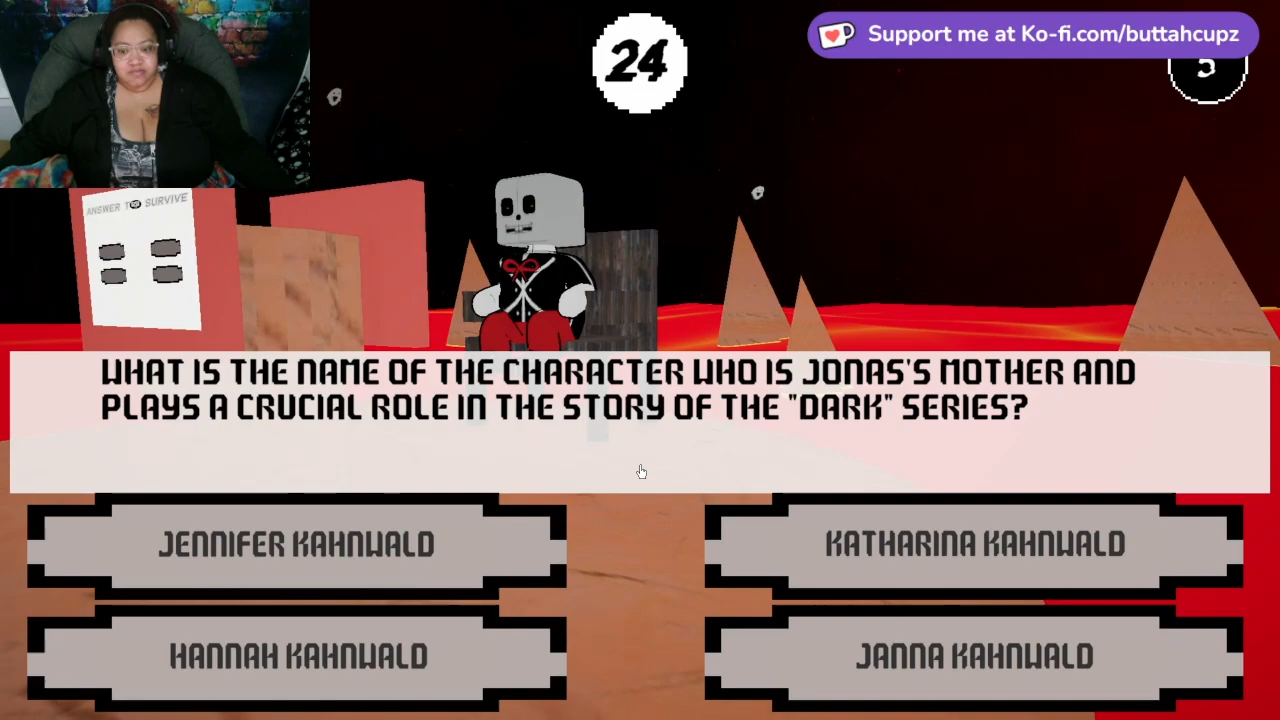 24
Support me at Ko-fi.com/buttahcupz
5
ANSWER TO SURVIVE
WHAT IS THE NAME OF THE CHARACTER WHO IS JONAS'S MOTHER AND
PLAYS A CRUCIAL ROLE IN THE STORY OF THE "DARK" SERIES?
JENNIFER KAHNWALD
KATHARINA KAHNWALD
HANNAH KAHNWALD
JANNA KAHNWALD